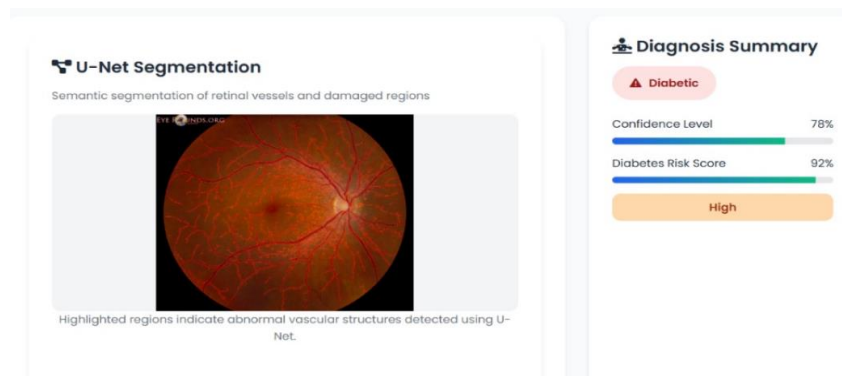 U-Net Segmentation
Semantic segmentation of retinal vessels and damaged regions
Highlighted regions indicate abnormal vascular structures detected using U-
Net.
Diagnosis Summary
Diabetic
Confidence Level 78%
Diabetes Risk Score 92%
High